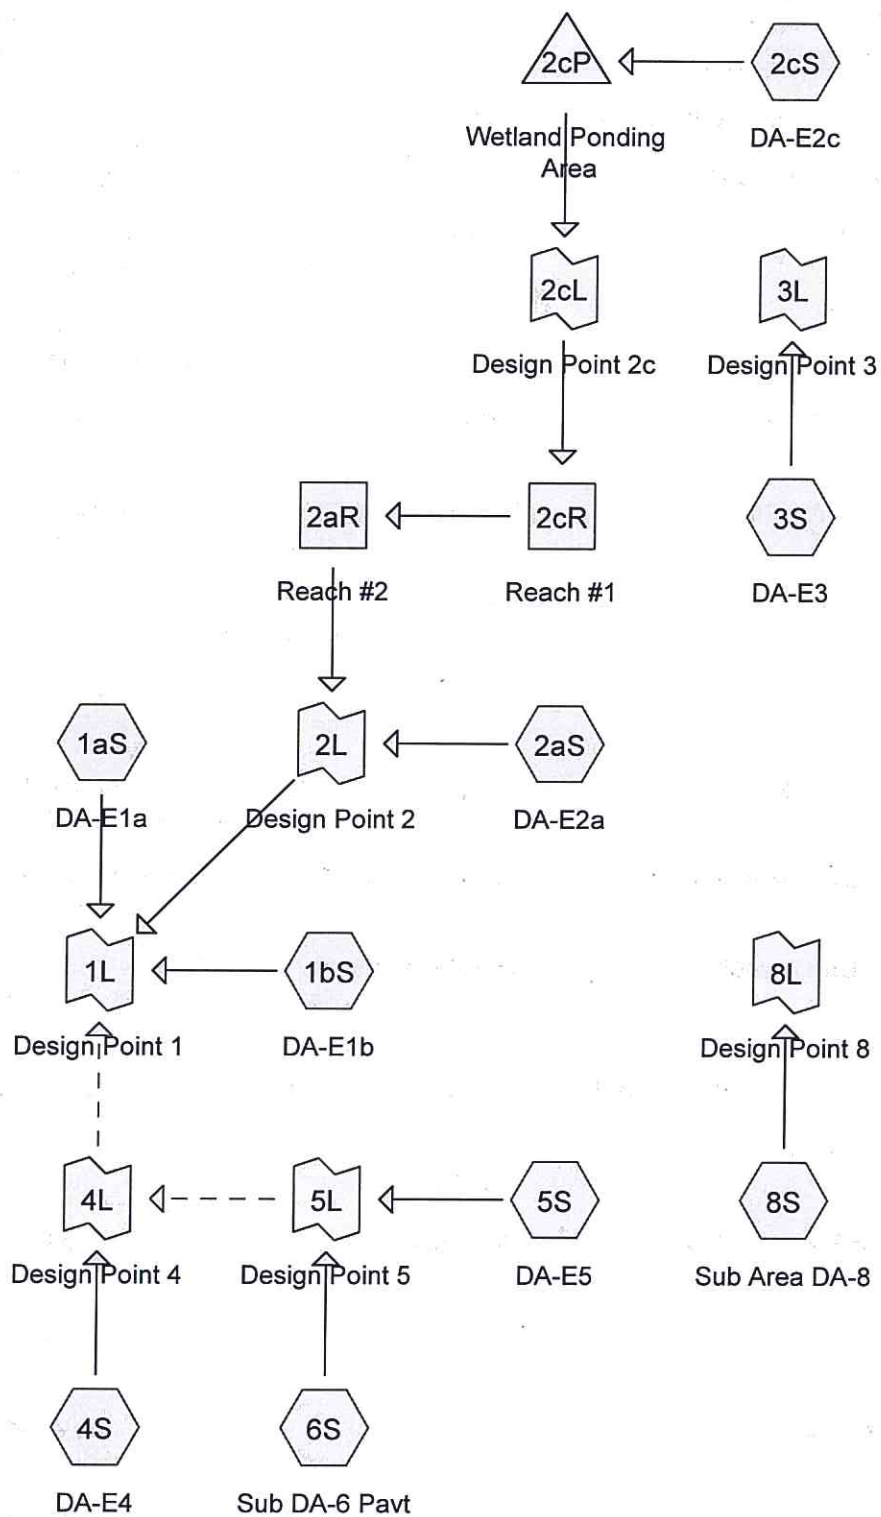 2cP
2cS
Wetland Ponding
Area
DA-E2c
2cL
3L
Design Point 2c
Design Point 3
2aR
2cR
3S
Reach #2
Reach #1
DA-E3
1aS
2L
2aS
DA-E1a
Design Point 2
DA-E2a
1L
1bS
8L
Design Point 1
DA-E1b
Design Point 8
4L
5L
5S
8S
Design Point 4
Design Point 5
DA-E5
Sub Area DA-8
4S
6S
DA-E4
Sub DA-6 Pavt